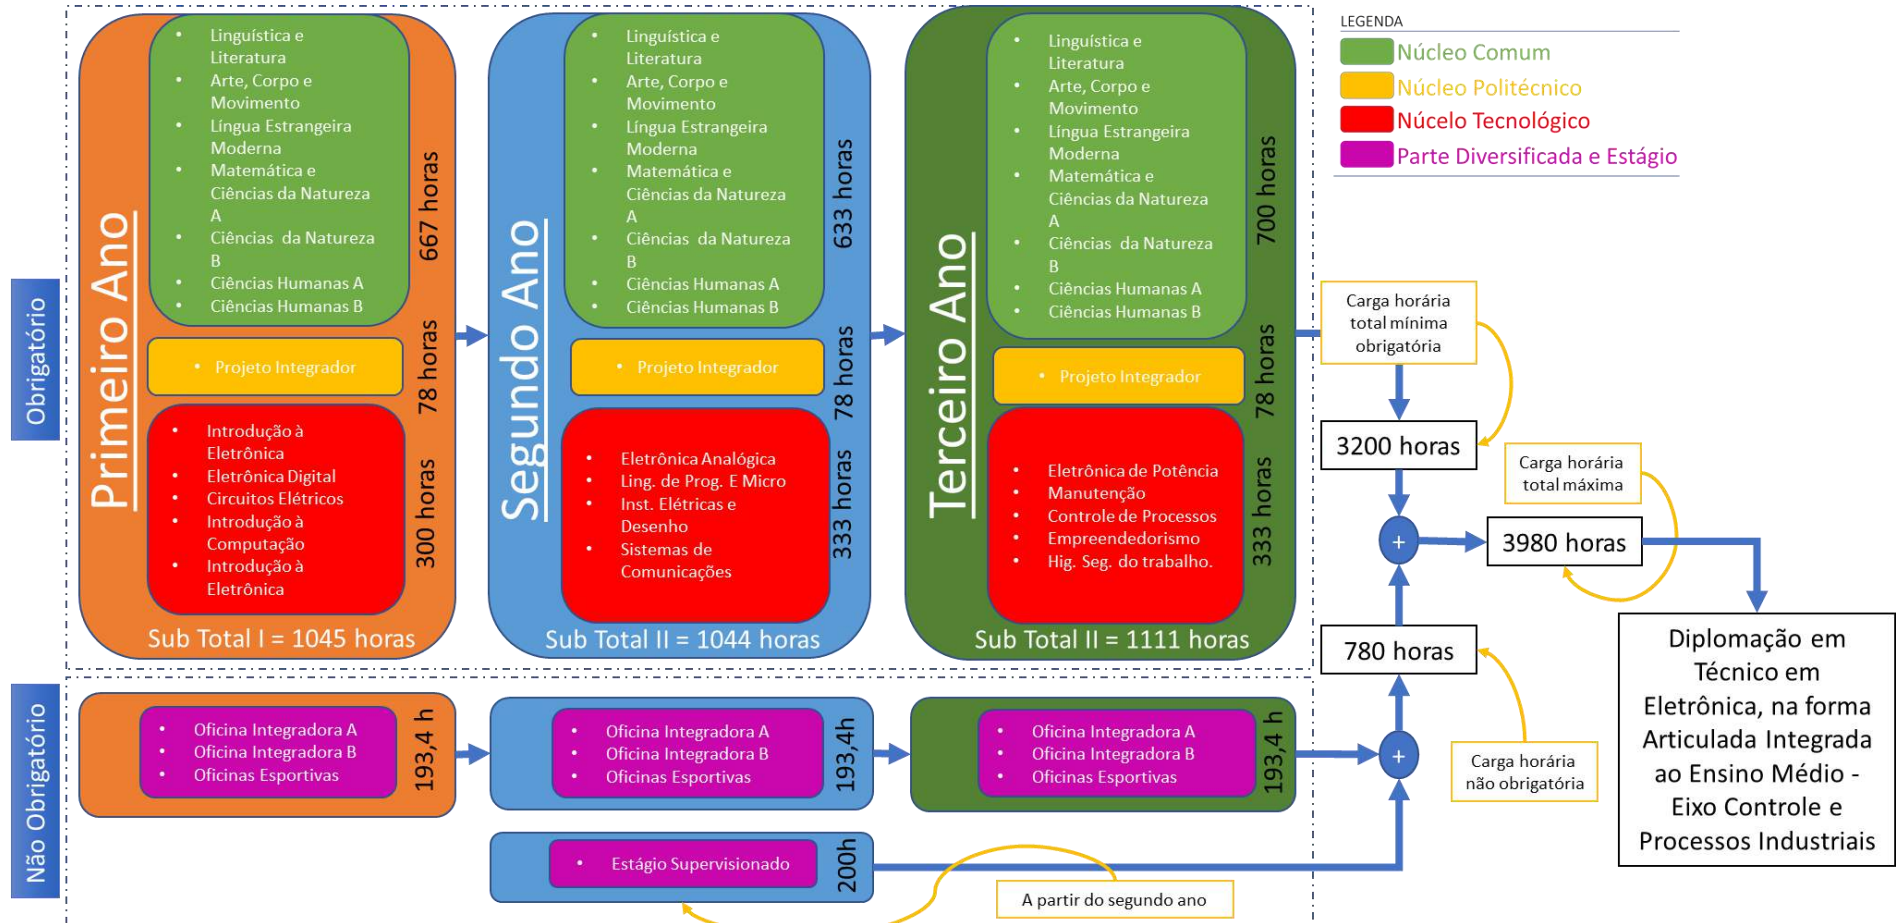 Obrigatório
Primeiro Ano
• Linguística e
Literatura
• Arte, Corpo e
Movimento
• Língua Estrangeira
Moderna
• Matemática e
Ciências da Natureza
A
• Ciências da Natureza
B
• Ciências Humanas A
• Ciências Humanas B
667 horas
• Projeto Integrador
78 horas
• Introdução à
Eletrônica
• Eletrônica Digital
• Circuitos Elétricos
• Introdução à
Computação
• Introdução à
Eletrônica
300 horas
Sub Total I = 1045 horas
Segundo Ano
• Linguística e
Literatura
• Arte, Corpo e
Movimento
• Língua Estrangeira
Moderna
• Matemática e
Ciências da Natureza
A
• Ciências da Natureza
B
• Ciências Humanas A
• Ciências Humanas B
633 horas
• Projeto Integrador
78 horas
• Eletrônica Analógica
• Ling. de Prog. E Micro
• Inst. Elétricas e
Desenho
• Sistemas de
Comunicações
333 horas
Sub Total II = 1044 horas
Terceiro Ano
• Linguística e
Literatura
• Arte, Corpo e
Movimento
• Língua Estrangeira
Moderna
• Matemática e
Ciências da Natureza
A
• Ciências da Natureza
B
• Ciências Humanas A
• Ciências Humanas B
700 horas
• Projeto Integrador
78 horas
• Eletrônica de Potência
• Manutenção
• Controle de Processos
• Empreendedorismo
• Hig. Seg. do trabalho.
333 horas
Sub Total II = 1111 horas
LEGENDA
Núcleo Comum
Núcleo Politécnico
Núcelo Tecnológico
Parte Diversificada e Estágio
Carga horária
total mínima
obrigatória
3200 horas
Carga horária
total máxima
+
3980 horas
780 horas
Carga horária
não obrigatória
+
Diplomação em
Técnico em
Eletrônica, na forma
Articulada Integrada
ao Ensino Médio -
Eixo Controle e
Processos Industriais
Não Obrigatório
• Oficina Integradora A
• Oficina Integradora B
• Oficinas Esportivas
193,4 h
• Oficina Integradora A
• Oficina Integradora B
• Oficinas Esportivas
193,4h
• Oficina Integradora A
• Oficina Integradora B
• Oficinas Esportivas
193,4 h
• Estágio Supervisionado
200h
A partir do segundo ano